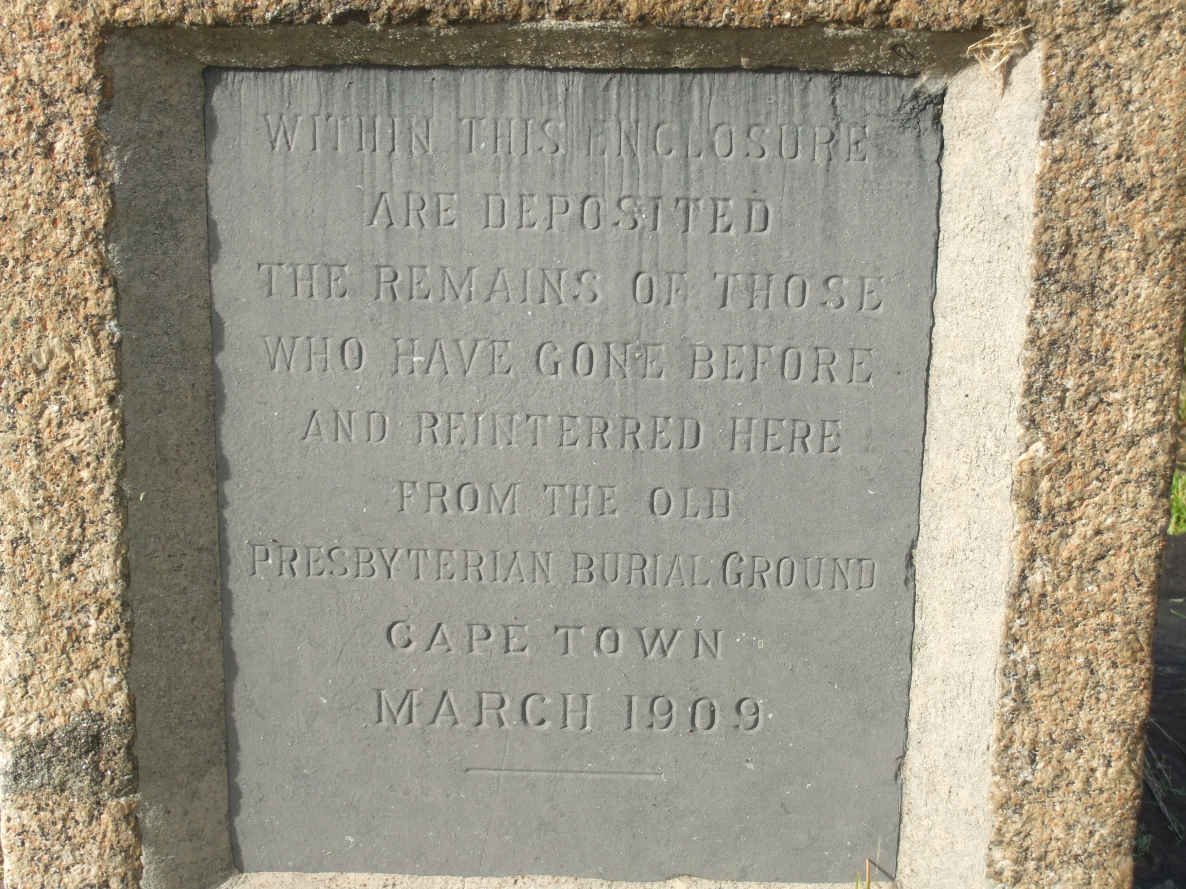 WITHIN THIS ENCLOSURE
ARE DEPOSITED
THE REMAINS OF THOSE
WHO HAVE GONE BEFORE
AND REINTERRED HERE
FROM THE OLD
PRESBYTERIAN BURIAL GROUND
CAPE TOWN
MARCH 1909